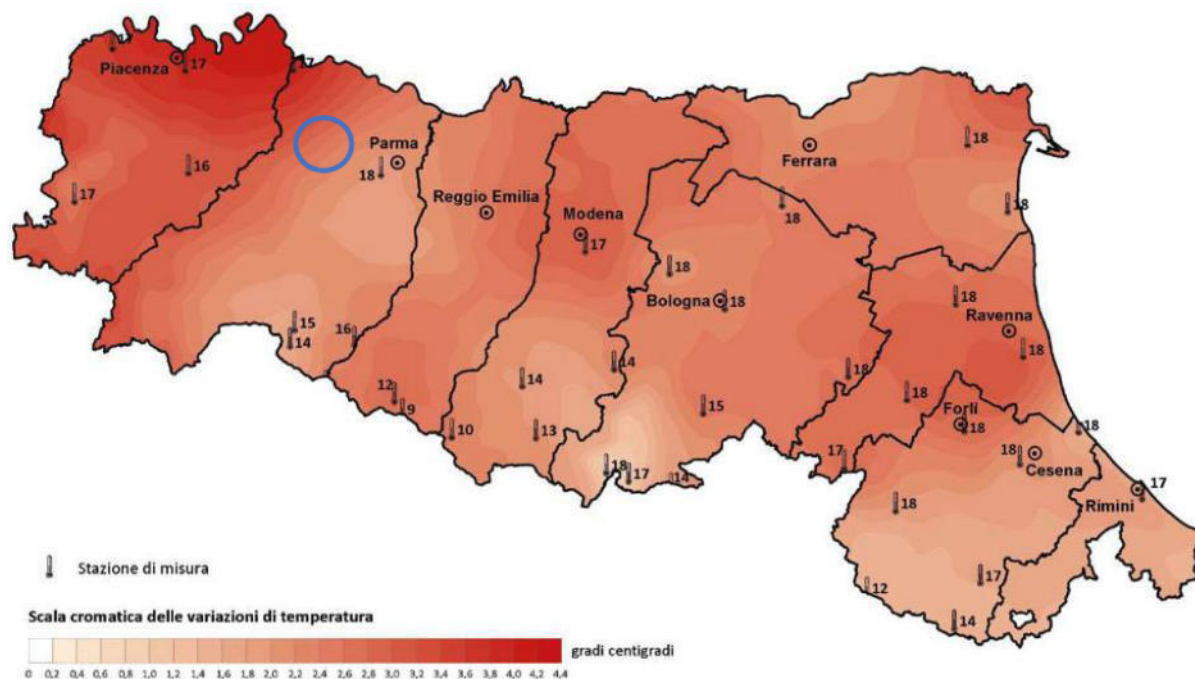 17
Piacenza
17
17
16
17
Parma
18
Reggio Emilia
Modena
17
Ferrara
18
18
18
18
Bologna
18
18
Ravenna
18
15
14
16
12
9
10
14
13
14
15
18
18
Forlì
18
18
18
Cesena
17
18
17
14
18
17
Rimini
12
17
14
Stazione di misura
Scala cromatica delle variazioni di temperatura
gradi centigradi
0 0,2 0,4 0,6 0,8 1,0 1,2 1,4 1,6 1,8 2,0 2,2 2,4 2,6 2,8 3,0 3,2 3,4 3,6 3,8 4,0 4,2 4,4